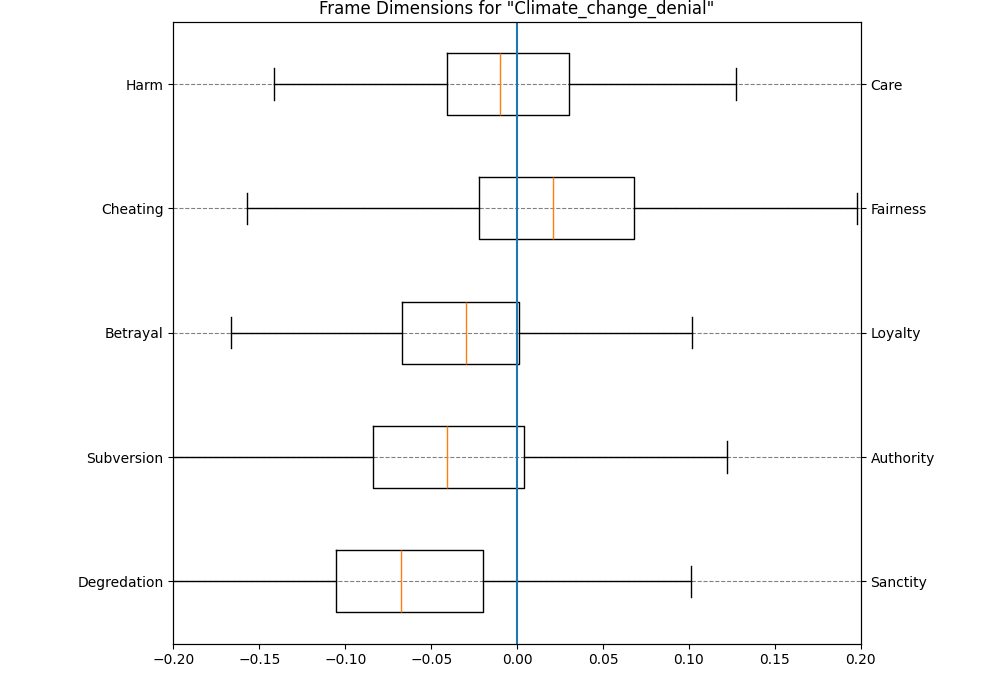 Frame Dimensions for "Climate_change_denial"
Harm Care
Cheating Fairness
Betrayal Loyalty
Subversion Authority
Degredation Sanctity
−0.20 −0.15 −0.10 −0.05 0.00 0.05 0.10 0.15 0.20